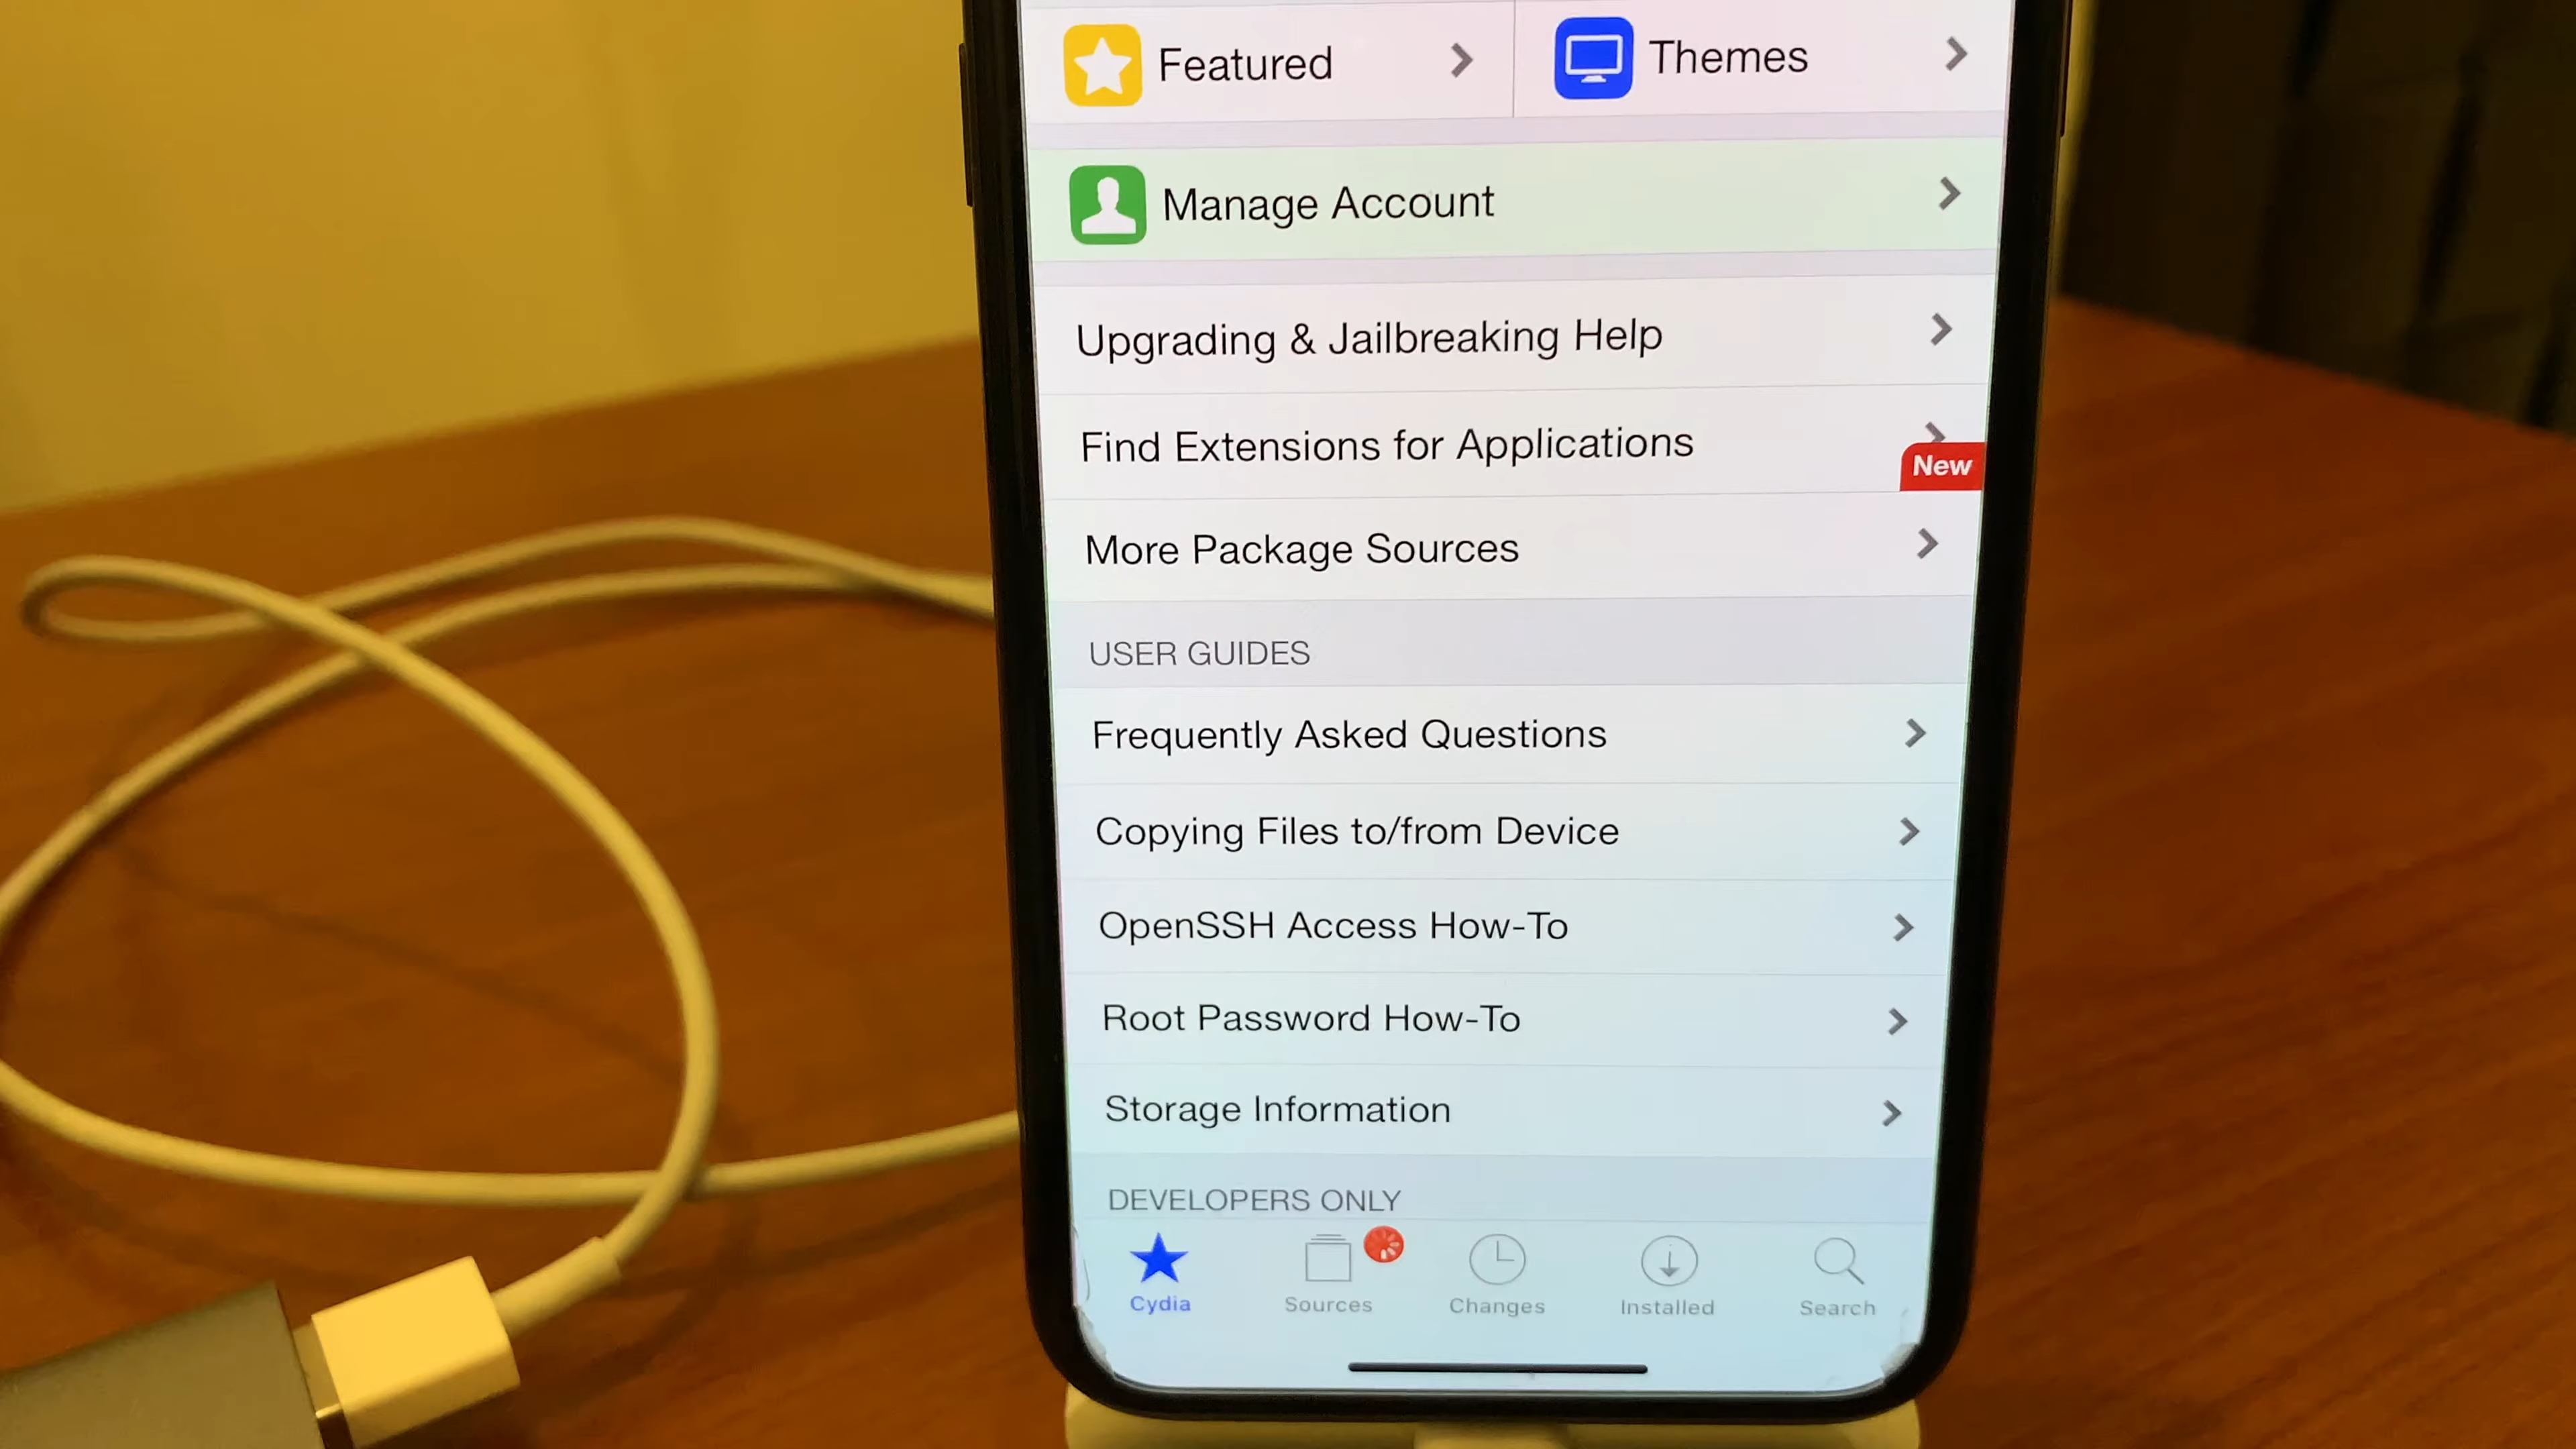 Featured
Themes
Manage Account
Upgrading & Jailbreaking Help
Find Extensions for Applications
New
More Package Sources
USER GUIDES
Frequently Asked Questions
Copying Files to/from Device
OpenSSH Access How-To
Root Password How-To
Storage Information
DEVELOPERS ONLY
Cydia
Sources
Changes
Installed
Search